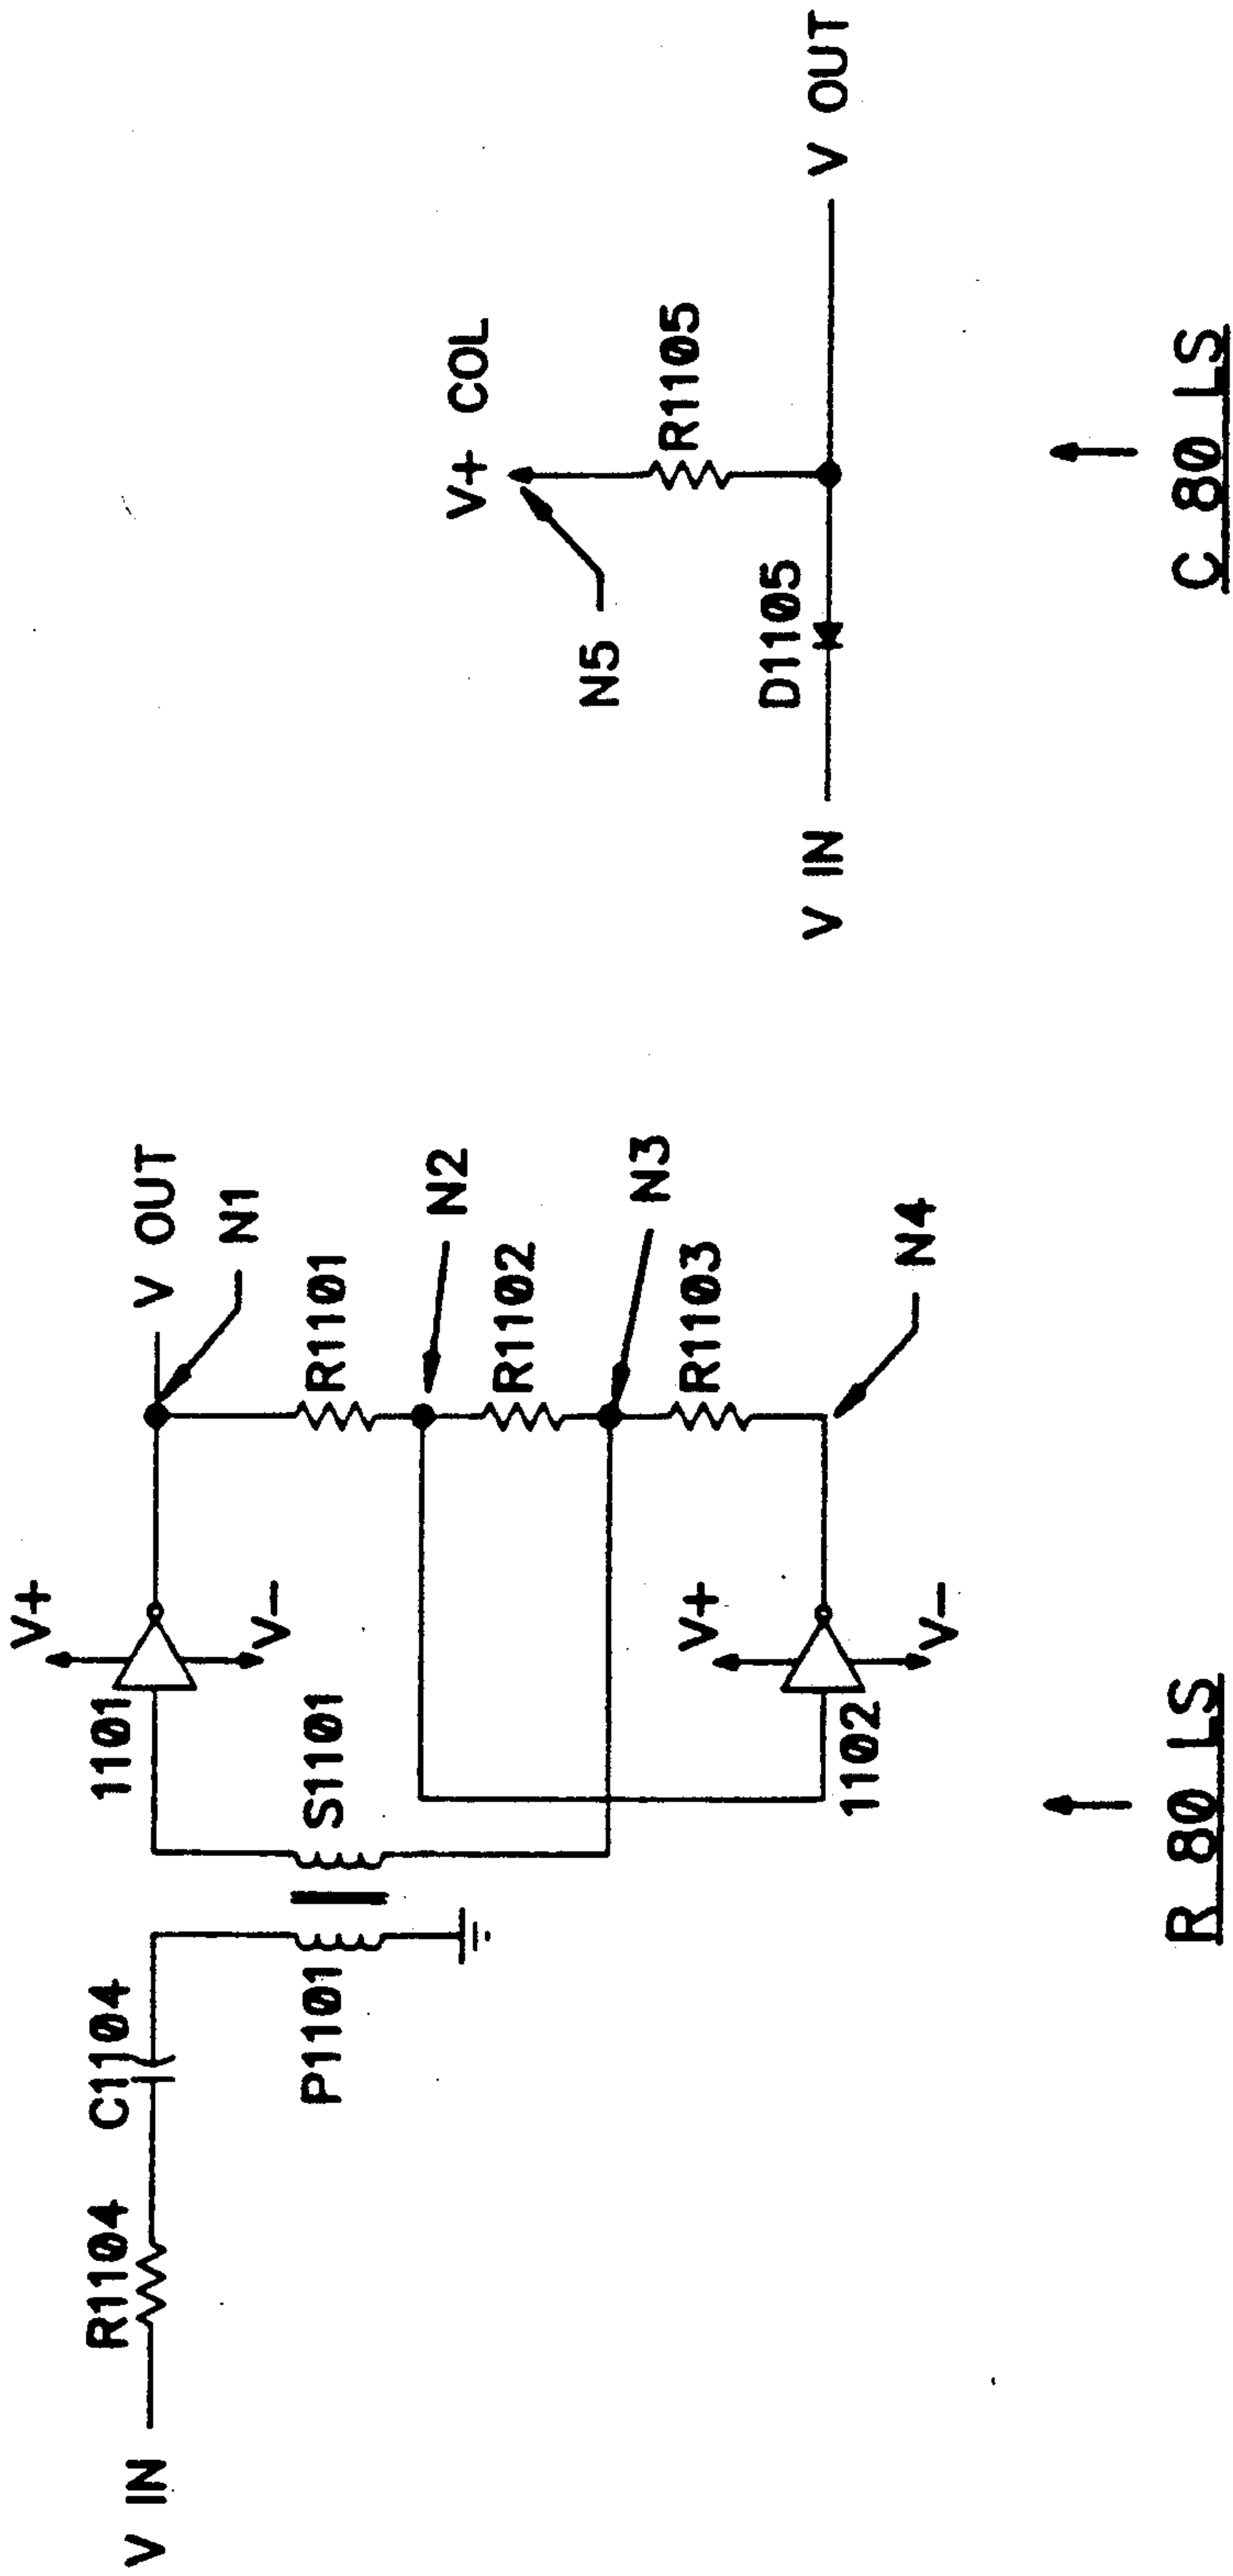 V IN
R1104
C1104
P1101
S1101
1101
V+
V-
V OUT
N1
R1101
N2
R1102
N3
R1103
N4
1102
V+
V-
R 80 LS
V+ COL
N5
R1105
D1105
V IN
V OUT
C 80 LS